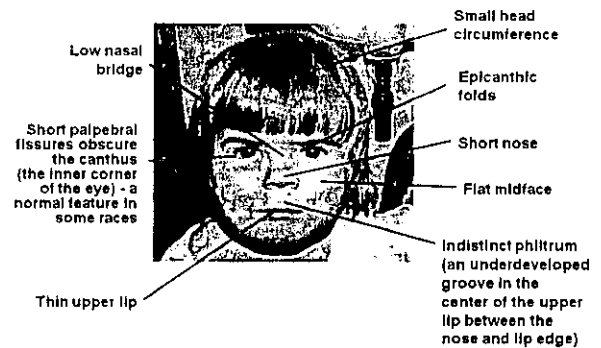 Small head
circumference
Low nasal
bridge
Epicanthic
folds
Short palpebral
fissures obscure
the canthus
(the inner corner
of the eye) - a
normal feature in
some races
Short nose
Flat midface
Indistinct philtrum
(an underdeveloped
groove in the
center of the upper
lip between the
nose and lip edge)
Thin upper lip